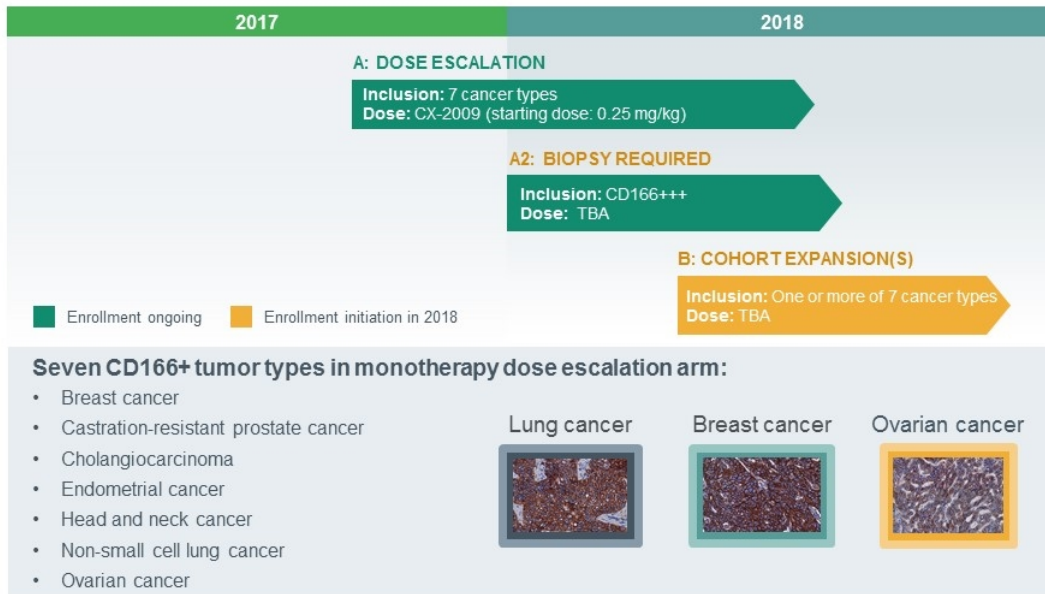 2017
2018
A: DOSE ESCALATION
Inclusion: 7 cancer types
Dose: CX-2009 (starting dose: 0.25 mg/kg)
A2: BIOPSY REQUIRED
Inclusion: CD166+++
Dose: TBA
B: COHORT EXPANSION(S)
Inclusion: One or more of 7 cancer types
Dose: TBA
Enrollment ongoing
Enrollment initiation in 2018
Seven CD166+ tumor types in monotherapy dose escalation arm:
• Breast cancer
• Castration-resistant prostate cancer
• Cholangiocarcinoma
• Endometrial cancer
• Head and neck cancer
• Non-small cell lung cancer
• Ovarian cancer
Lung cancer
Breast cancer
Ovarian cancer